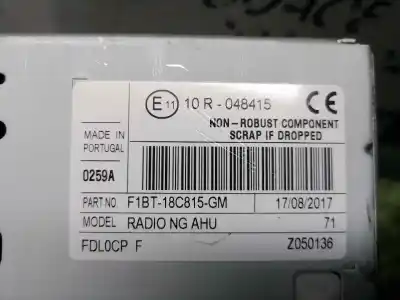 E11 10 R - 048415 CE
NON - ROBUST COMPONENT
SCRAP IF DROPPED
MADE IN
PORTUGAL
0259A
PART NO. F1BT-18C815-GM 17/08/2017
MODEL RADIO NG AHU 71
FDL0CP F Z050136